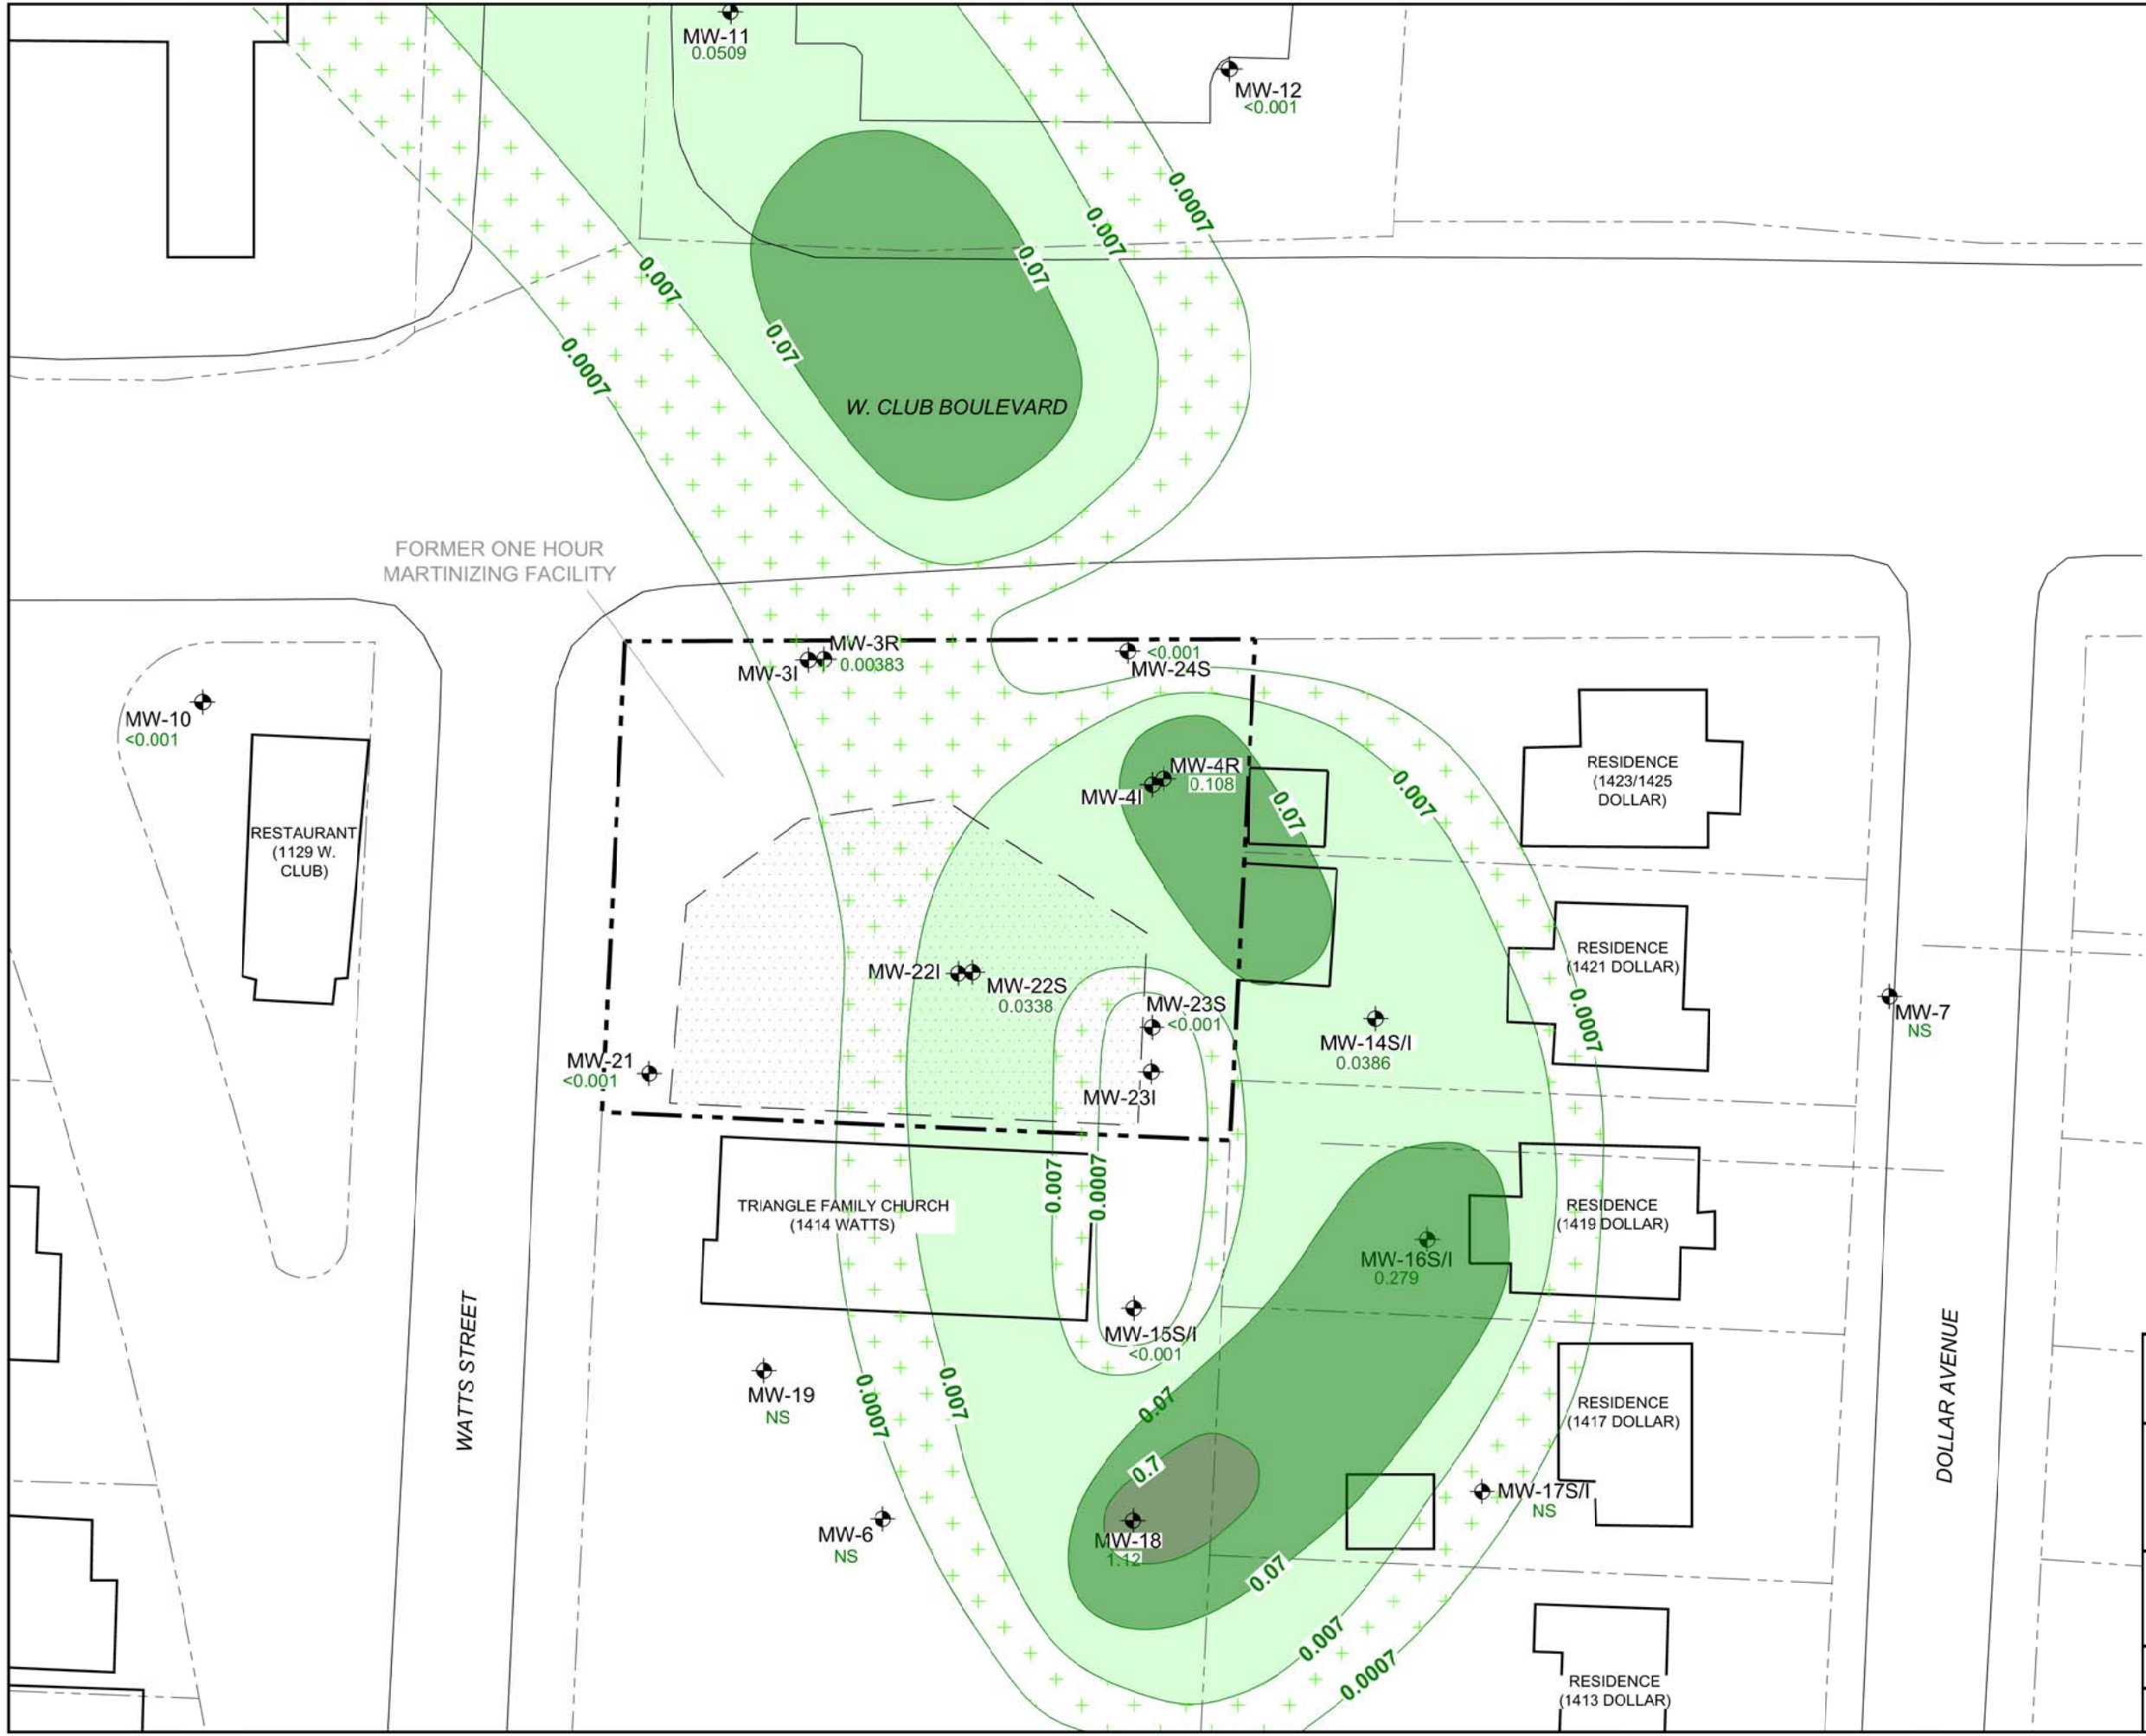 MW-11
0.0509
MW-12
<0.001
0.0007
0.007
0.07
0.007
0.07
0.0007
W. CLUB BOULEVARD
FORMER ONE HOUR
MARTINIZING FACILITY
MW-3R
0.00383
MW-3I
<0.001
MW-24S
MW-10
<0.001
RESTAURANT
(1129 W.
CLUB)
MW-4R
0.108
MW-4I
0.07
0.007
RESIDENCE
(1423/1425
DOLLAR)
RESIDENCE
(1421 DOLLAR)
MW-22I
MW-22S
0.0338
MW-23S
<0.001
MW-23I
MW-14S/I
0.0386
0.0007
MW-7
NS
MW-21
<0.001
TRIANGLE FAMILY CHURCH
(1414 WATTS)
0.007
0.0007
MW-16S/I
0.279
RESIDENCE
(1419 DOLLAR)
MW-15S/I
<0.001
WATTS STREET
DOLLAR AVENUE
MW-19
NS
0.0007
0.007
0.07
0.7
RESIDENCE
(1417 DOLLAR)
MW-17S/I
NS
MW-6
NS
MW-18
1.12
0.07
0.007
0.0007
RESIDENCE
(1413 DOLLAR)